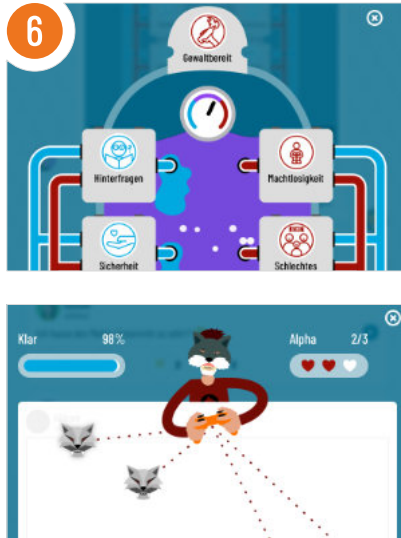 6
Gewaltbereit
Hinterfragen
Machtlosigkeit
Sicherheit
Schlechtes
Klar 98% Alpha 2/3